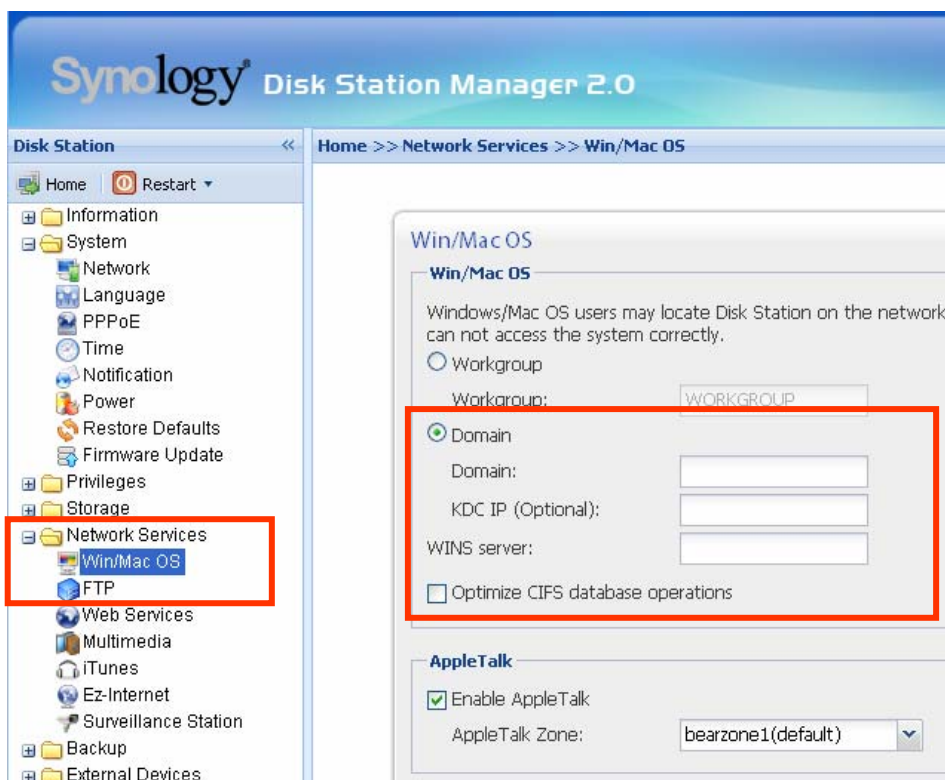 Synology® Disk Station Manager 2.0
Disk Station «
Home >> Network Services >> Win/Mac OS
Home Restart
Information
System
Network
Language
PPPoE
Time
Notification
Power
Restore Defaults
Firmware Update
Privileges
Storage
Network Services
Win/Mac OS
FTP
Web Services
Multimedia
iTunes
Ez-Internet
Surveillance Station
Backup
External Devices
Win/Mac OS
Win/Mac OS
Windows/Mac OS users may locate Disk Station on the network
can not access the system correctly.
Workgroup
Workgroup: WORKGROUP
Domain
Domain:
KDC IP (Optional):
WINS server:
Optimize CIFS database operations
AppleTalk
Enable AppleTalk
AppleTalk Zone: bearzone1(default)